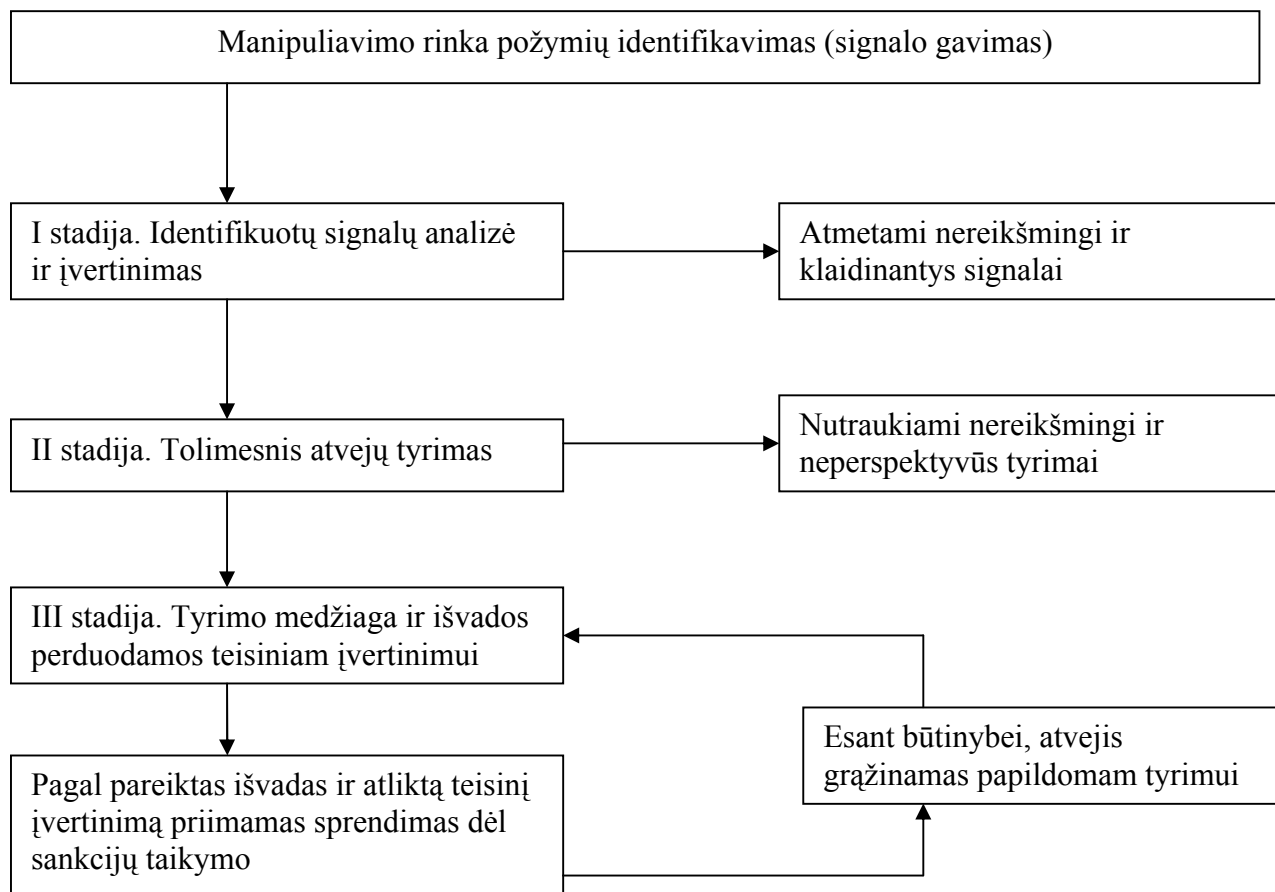 Manipuliavimo rinka požymių identifikavimas (signalo gavimas)
I stadija. Identifikuotų signalų analizė
ir įvertinimas
Atmetami nereikšmingi ir
klaidinantys signalai
II stadija. Tolimesnis atvejų tyrimas
Nutraukiami nereikšmingi ir
neperspektyvūs tyrimai
III stadija. Tyrimo medžiaga ir išvados
perduodamos teisiniam įvertinimui
Esant būtinybei, atvejis
grąžinamas papildomam tyrimui
Pagal pareiktas išvadas ir atliktą teisinį
įvertinimą priimamas sprendimas dėl
sankcijų taikymo